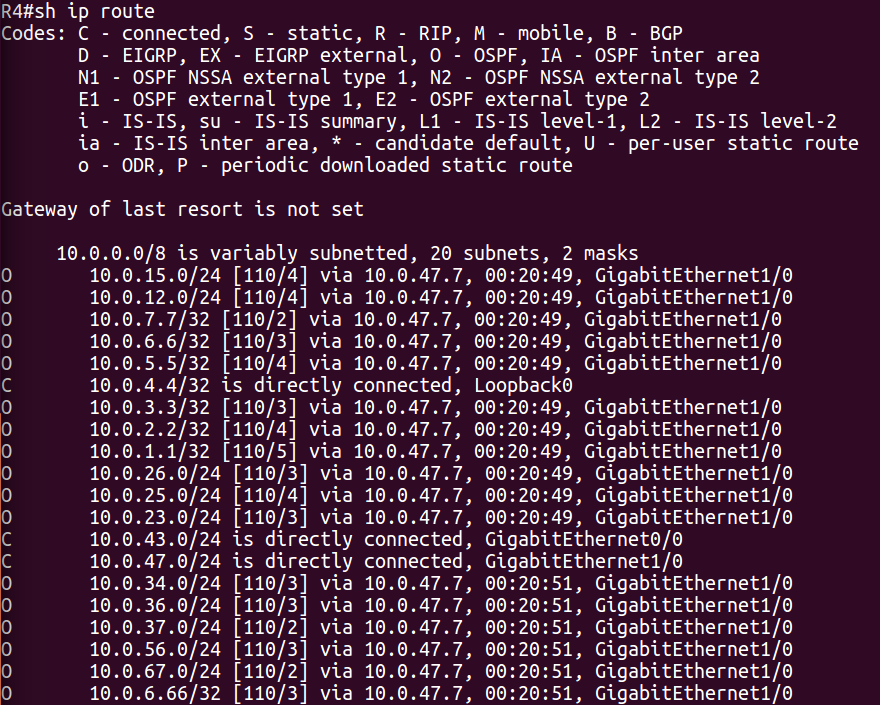 R4#sh ip route
Codes: C - connected, S - static, R - RIP, M - mobile, B - BGP
D - EIGRP, EX - EIGRP external, O - OSPF, IA - OSPF inter area
N1 - OSPF NSSA external type 1, N2 - OSPF NSSA external type 2
E1 - OSPF external type 1, E2 - OSPF external type 2
i - IS-IS, su - IS-IS summary, L1 - IS-IS level-1, L2 - IS-IS level-2
ia - IS-IS inter area, * - candidate default, U - per-user static route
o - ODR, P - periodic downloaded static route
Gateway of last resort is not set
10.0.0.0/8 is variably subnetted, 20 subnets, 2 masks
O 10.0.15.0/24 [110/4] via 10.0.47.7, 00:20:49, GigabitEthernet1/0
O 10.0.12.0/24 [110/4] via 10.0.47.7, 00:20:49, GigabitEthernet1/0
O 10.0.7.7/32 [110/2] via 10.0.47.7, 00:20:49, GigabitEthernet1/0
O 10.0.6.6/32 [110/3] via 10.0.47.7, 00:20:49, GigabitEthernet1/0
O 10.0.5.5/32 [110/4] via 10.0.47.7, 00:20:49, GigabitEthernet1/0
C 10.0.4.4/32 is directly connected, Loopback0
O 10.0.3.3/32 [110/3] via 10.0.47.7, 00:20:49, GigabitEthernet1/0
O 10.0.2.2/32 [110/4] via 10.0.47.7, 00:20:49, GigabitEthernet1/0
O 10.0.1.1/32 [110/5] via 10.0.47.7, 00:20:49, GigabitEthernet1/0
O 10.0.26.0/24 [110/3] via 10.0.47.7, 00:20:49, GigabitEthernet1/0
O 10.0.25.0/24 [110/4] via 10.0.47.7, 00:20:49, GigabitEthernet1/0
O 10.0.23.0/24 [110/3] via 10.0.47.7, 00:20:49, GigabitEthernet1/0
C 10.0.43.0/24 is directly connected, GigabitEthernet0/0
C 10.0.47.0/24 is directly connected, GigabitEthernet1/0
O 10.0.34.0/24 [110/3] via 10.0.47.7, 00:20:51, GigabitEthernet1/0
O 10.0.36.0/24 [110/3] via 10.0.47.7, 00:20:51, GigabitEthernet1/0
O 10.0.37.0/24 [110/2] via 10.0.47.7, 00:20:51, GigabitEthernet1/0
O 10.0.56.0/24 [110/3] via 10.0.47.7, 00:20:51, GigabitEthernet1/0
O 10.0.67.0/24 [110/2] via 10.0.47.7, 00:20:51, GigabitEthernet1/0
O 10.0.6.66/32 [110/3] via 10.0.47.7, 00:20:51, GigabitEthernet1/0